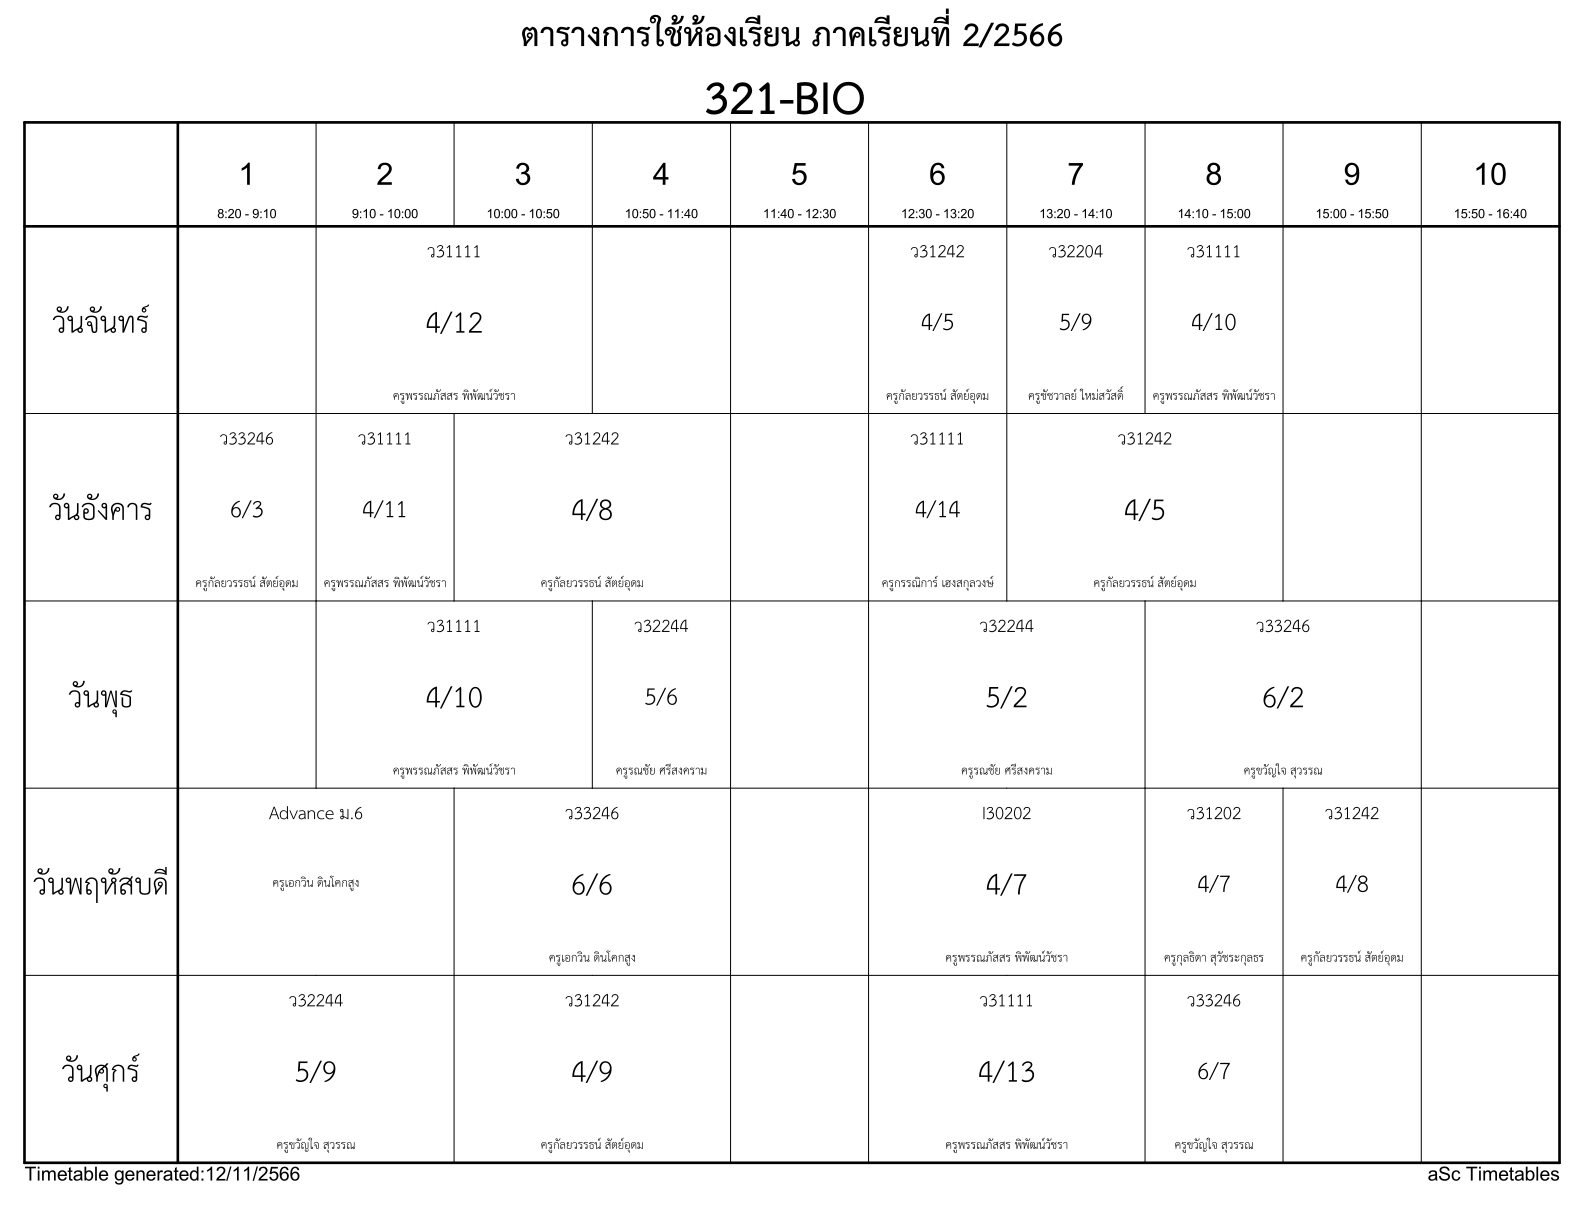 ตารางการใช้ห้องเรียน ภาคเรียนที่ 2/2566
321-BIO
1 2 3 4 5 6 7 8 9 10
8:20 - 9:10 9:10 - 10:00 10:00 - 10:50 10:50 - 11:40 11:40 - 12:30 12:30 - 13:20 13:20 - 14:10 14:10 - 15:00 15:00 - 15:50 15:50 - 16:40
ว31111 ว31242 ว32204 ว31111
วันจันทร์ 4/12 4/5 5/9 4/10
ครูพรรณภัสสร พิพัฒน์วัชรา ครูกัลยวรรธน์ สัตย์อุดม ครูชัชวาลย์ ใหม่สวัสดิ์ ครูพรรณภัสสร พิพัฒน์วัชรา
ว33246 ว31111 ว31242 ว31111 ว31242
วันอังคาร 6/3 4/11 4/8 4/14 4/5
ครูกัลยวรรธน์ สัตย์อุดม ครูพรรณภัสสร พิพัฒน์วัชรา ครูกัลยวรรธน์ สัตย์อุดม ครูกรรณิการ์ เฮงสกุลวงษ์ ครูกัลยวรรธน์ สัตย์อุดม
ว31111 ว32244 ว32244 ว33246
วันพุธ 4/10 5/6 5/2 6/2
ครูพรรณภัสสร พิพัฒน์วัชรา ครูรณชัย ศรีสงคราม ครูรณชัย ศรีสงคราม ครูขวัญใจ สุวรรณ
Advance ม.6 ว33246 I30202 ว31202 ว31242
วันพฤหัสบดี ครูเอกวิน ดินโคกสูง 6/6 4/7 4/7 4/8
ครูเอกวิน ดินโคกสูง ครูพรรณภัสสร พิพัฒน์วัชรา ครูกุลธิดา สุวัชระกุลธร ครูกัลยวรรธน์ สัตย์อุดม
ว32244 ว31242 ว31111 ว33246
วันศุกร์ 5/9 4/9 4/13 6/7
ครูขวัญใจ สุวรรณ ครูกัลยวรรธน์ สัตย์อุดม ครูพรรณภัสสร พิพัฒน์วัชรา ครูขวัญใจ สุวรรณ
Timetable generated:12/11/2566 aSc Timetables